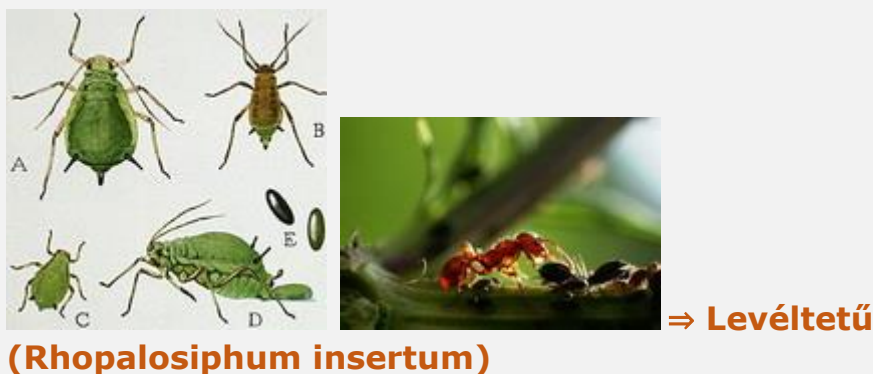 A
B
C
D
E
⇒ Levéltetű
(Rhopalosiphum insertum)